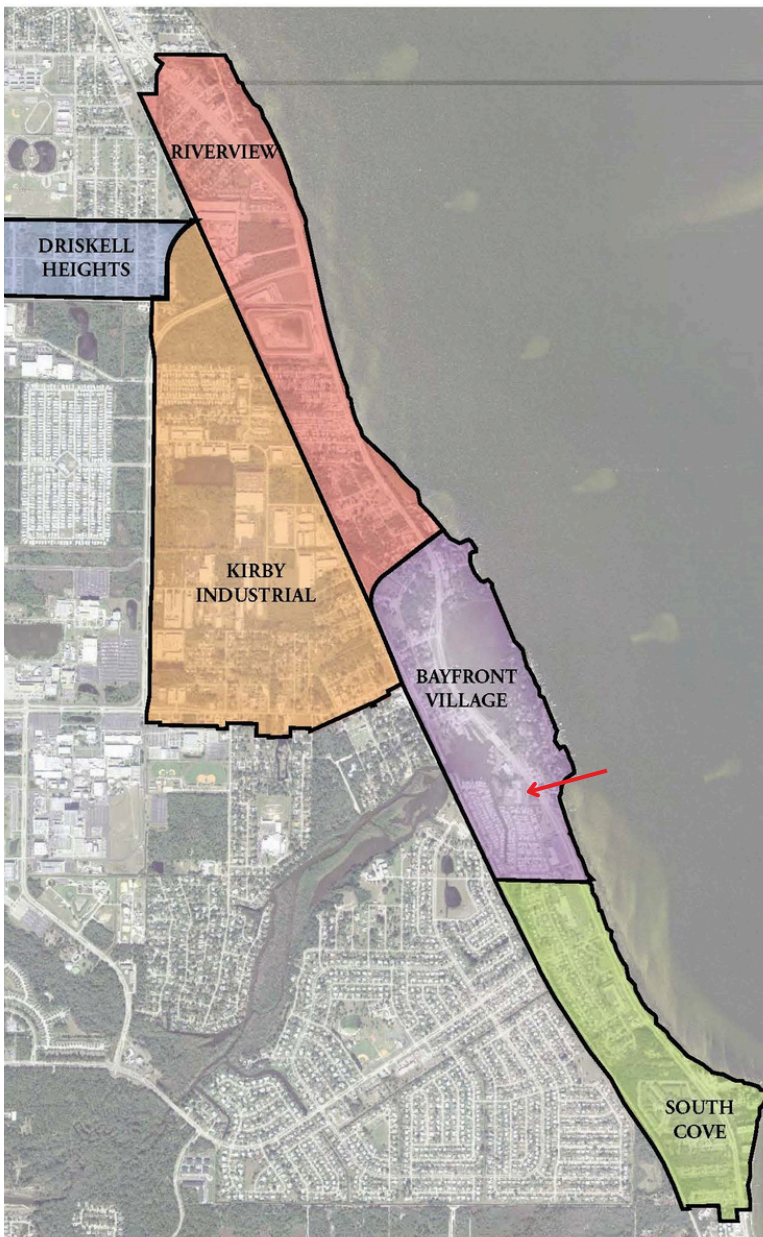 RIVERVIEW
DRISKELL
HEIGHTS
KIRBY
INDUSTRIAL
BAYFRONT
VILLAGE
SOUTH
COVE